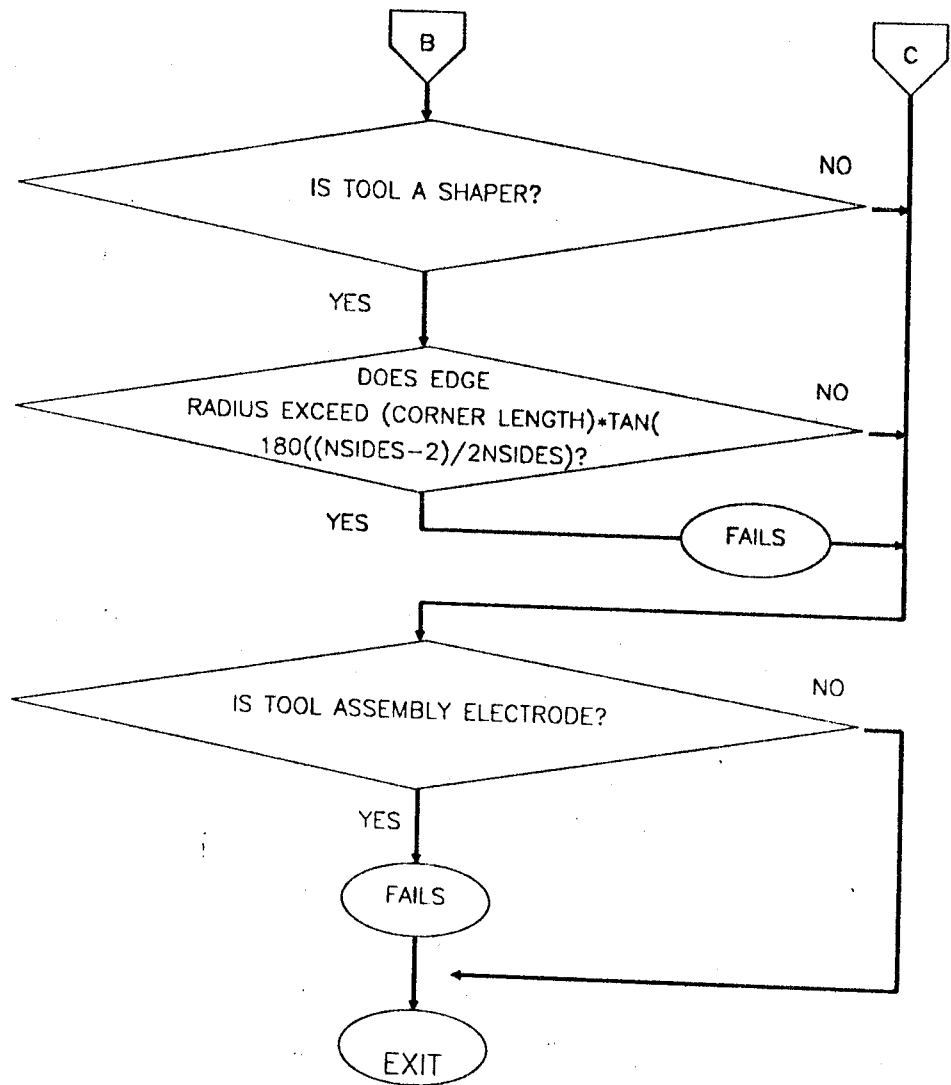 B
C
IS TOOL A SHAPER?
NO
YES
DOES EDGE
RADIUS EXCEED (CORNER LENGTH)*TAN(
180((NSIDES-2)/2NSIDES)?
NO
YES
FAILS
IS TOOL ASSEMBLY ELECTRODE?
NO
YES
FAILS
EXIT